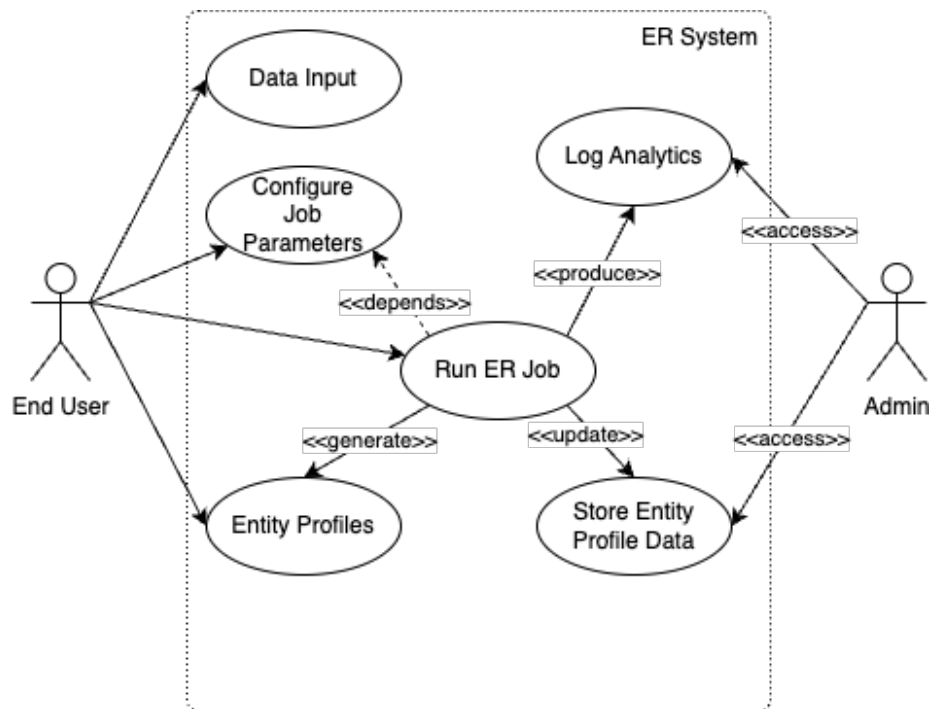 ER System
Data Input
Log Analytics
Configure
Job
Parameters
<<access>>
<<produce>>
<<depends>>
Run ER Job
End User
Admin
<<generate>>
<<update>>
<<access>>
Entity Profiles
Store Entity
Profile Data